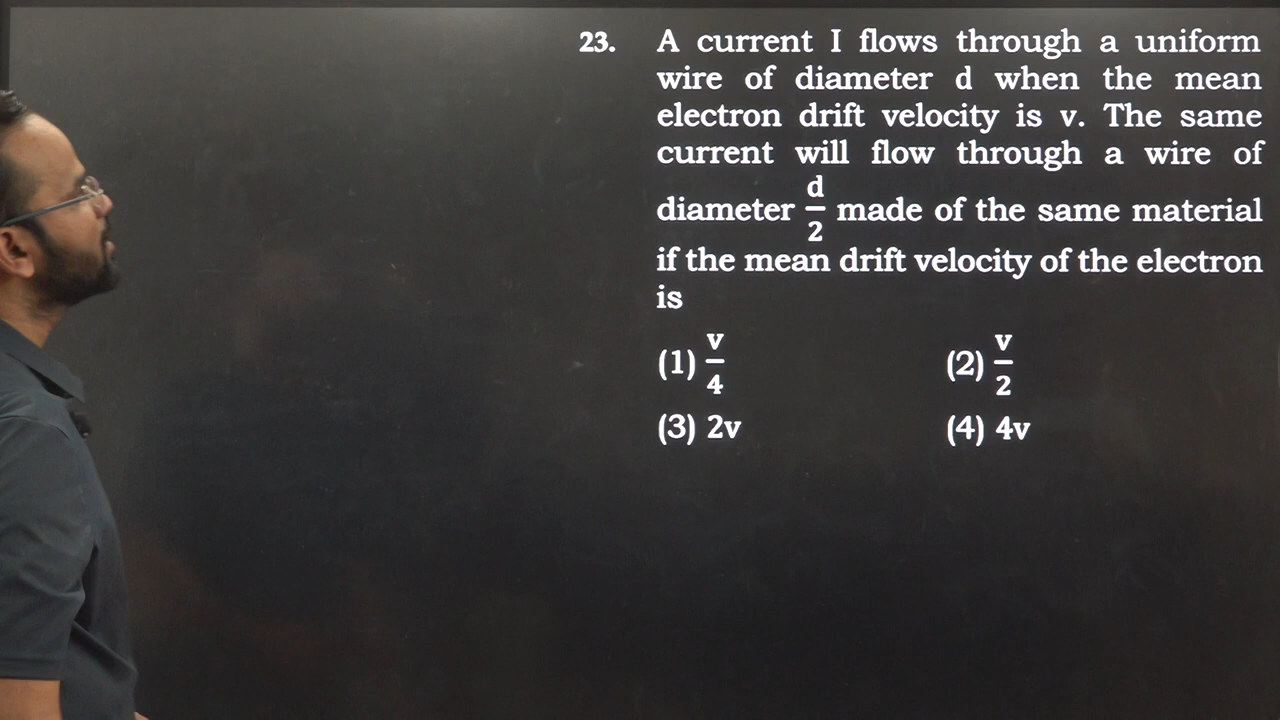 23. A current I flows through a uniform
wire of diameter d when the mean
electron drift velocity is v. The same
current will flow through a wire of
diameter d/2 made of the same material
if the mean drift velocity of the electron
is
(1) v/4 (2) v/2
(3) 2v (4) 4v